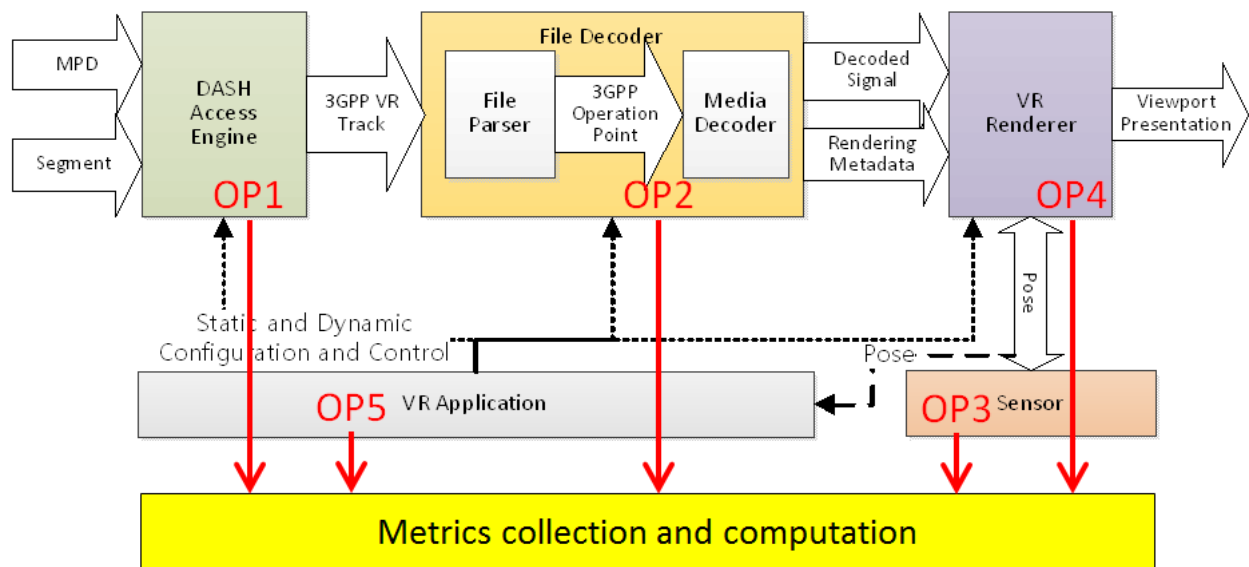 MPD
Segment
DASH
Access
Engine
OP1
3GPP VR
Track
File Decoder
File
Parser
3GPP
Operation
Point
Media
Decoder
OP2
Decoded
Signal
Rendering
Metadata
VR
Renderer
OP4
Viewport
Presentation
Pose
Static and Dynamic
Configuration and Control
Pose
VR Application
OP5
OP3
Sensor
Metrics collection and computation